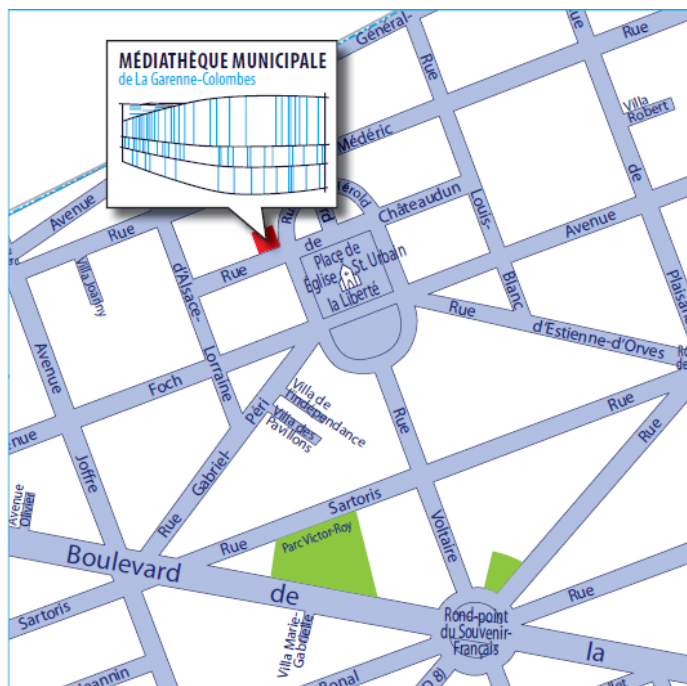 Général-
Rue
Rue
MÉDIATHÈQUE MUNICIPALE
de La Garenne-Colombes
Villa
Robert
Médéric
Rue
de
Châteaudun
Louis-
Avenue
Rue
Avenue
de
Place de
Église St. Urbain
la Liberté
Rue
Villa Joanny
d'Alsace-
Blanc
Plaisance
Rue
d'Estienne-d'Orves
Avenue
Lorraine
Foch
Villa de
l'indépendance
Villa des
Pavillons
Péri
Rue
Rue
Rue
Gabriel-
Joffre
Avenue
Olivier
Rue
Sartoris
Voltaire
Parc Victor-Roy
Rue
Boulevard
de
Rue
Sartoris
Rond-point
du Souvenir-
Français
la
Villa Marie-
Gabrielle